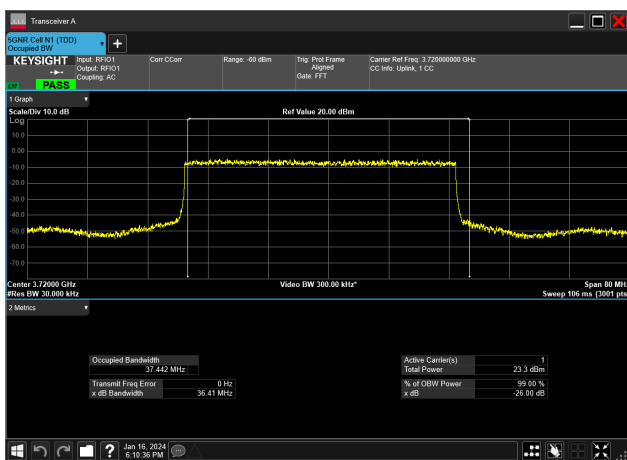 Transceiver A
5GNR Cell N1 (TDD)
Occupied BW
+
KEYSIGHT
LXI
PASS
Input: RFIO1
Output: RFIO1
Coupling: AC
Corr CCorr
Range: -60 dBm
Trig: Prot Frame
Aligned
Gate: FFT
Carrier Ref Freq: 3.720000000 GHz
CC Info: Uplink, 1 CC
1 Graph
Scale/Div 10.0 dB
Ref Value 20.00 dBm
Log
10.0
0.00
-10.0
-20.0
-30.0
-40.0
-50.0
-60.0
-70.0
Center 3.72000 GHz
Video BW 300.00 kHz*
Span 80 MHz
#Res BW 30.000 kHz
Sweep 106 ms (3001 pts
2 Metrics
Occupied Bandwidth
37.442 MHz
Active Carrier(s) 1
Total Power 23.3 dBm
Transmit Freq Error 0 Hz
x dB Bandwidth 36.41 MHz
% of OBW Power 99.00 %
x dB -26.00 dB
?
Jan 16, 2024
6:10:36 PM